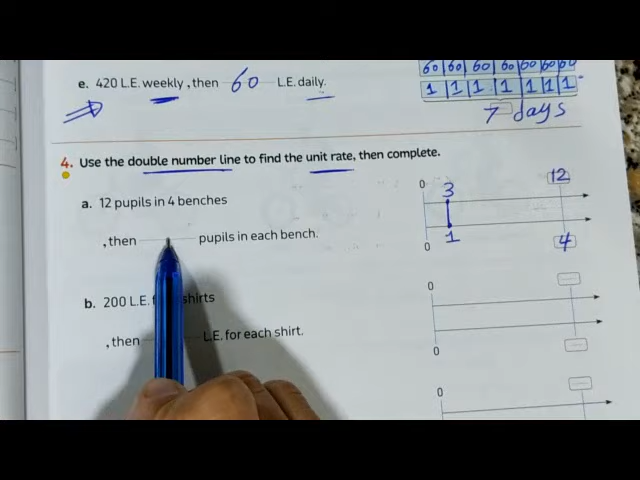 60 60 60 60 60 60 60
e. 420 L.E. weekly , then 60 L.E. daily.
1 1 1 1 1 1 1
7 days
4. Use the double number line to find the unit rate, then complete.
a. 12 pupils in 4 benches
0 3 12
, then pupils in each bench.
0 1 4
b. 200 L.E. f shirts
0
, then L.E. for each shirt.
0
0